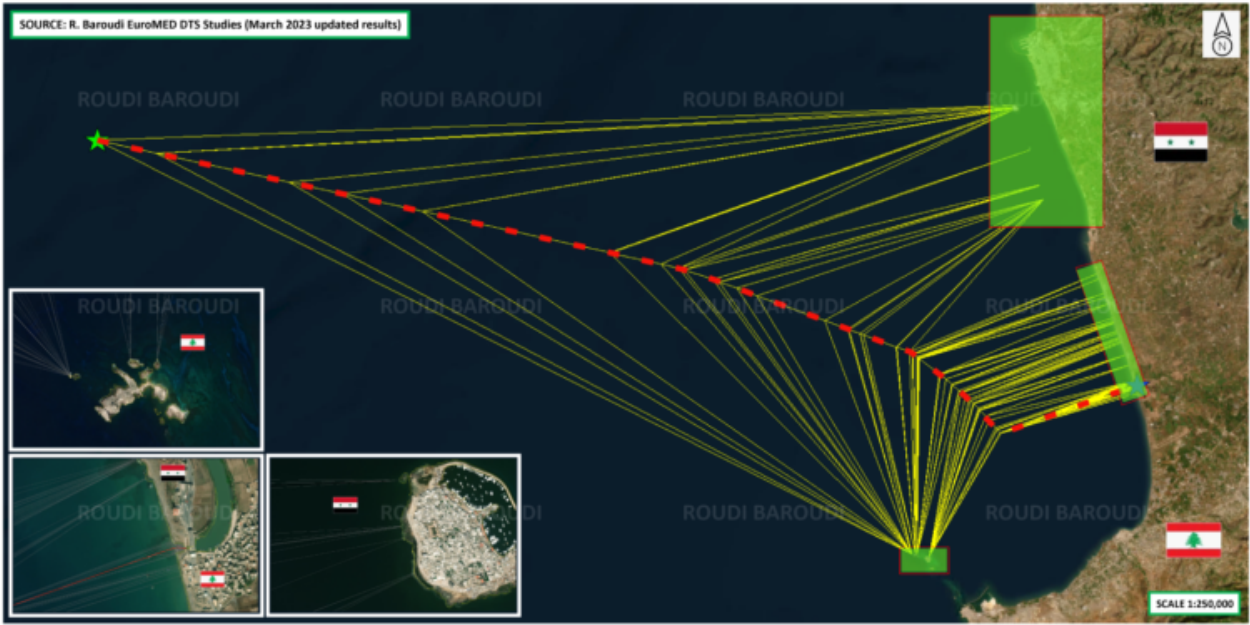 SOURCE: R. Baroudi EuroMED DTS Studies (March 2023 updated results)
N
ROUDI BAROUDI ROUDI BAROUDI ROUDI BAROUDI ROUDI BAROUDI
ROUDI BAROUDI ROUDI BAROUDI ROUDI BAROUDI ROUDI BAROUDI
ROUDI BAROUDI ROUDI BAROUDI ROUDI BAROUDI ROUDI BAROUDI
SCALE 1:250,000